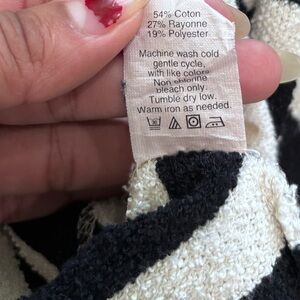 54% Coton
27% Rayonne
19% Polyester
Machine wash cold
gentle cycle,
with like colors
Non chlorine
bleach only.
Tumble dry low.
Warm iron as needed.